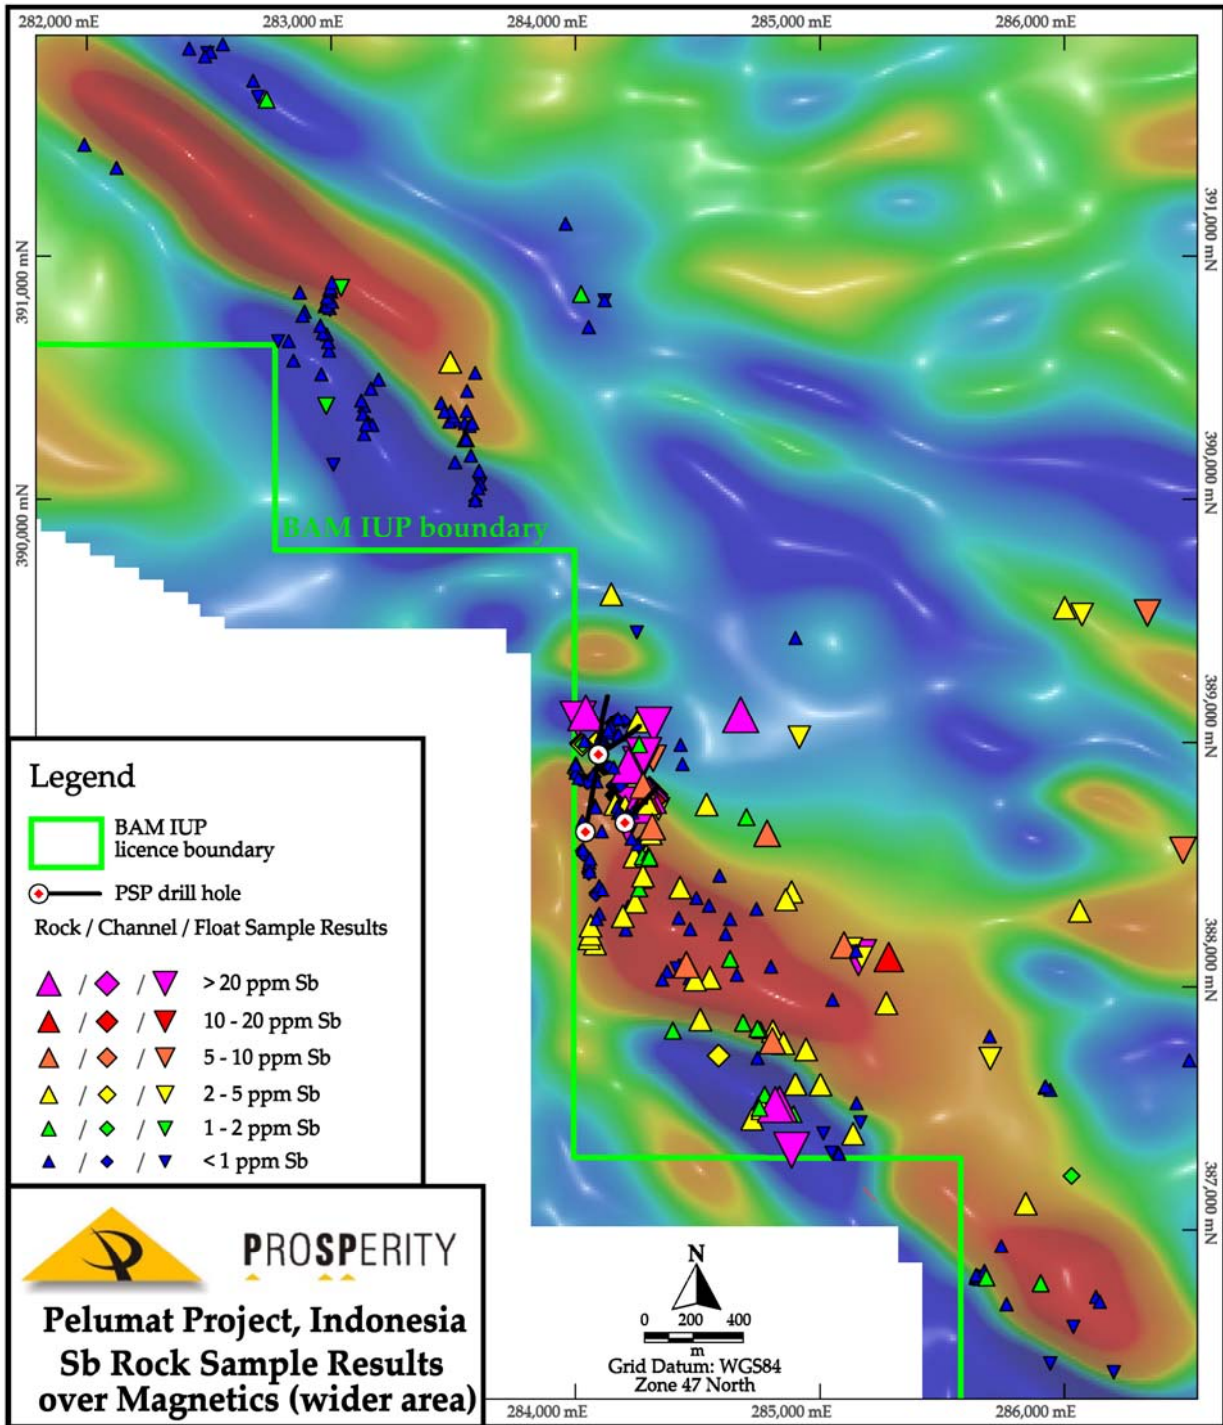 282,000 mE
283,000 mE
284,000 mE
285,000 mE
286,000 mE
391,000 mN
391,000 mN
390,000 mN
390,000 mN
BAM IUP boundary
389,000 mN
388,000 mN
387,000 mN
Legend
BAM IUP
licence boundary
PSP drill hole
Rock / Channel / Float Sample Results
/ / > 20 ppm Sb
/ / 10 - 20 ppm Sb
/ / 5 - 10 ppm Sb
/ / 2 - 5 ppm Sb
/ / 1 - 2 ppm Sb
/ / < 1 ppm Sb
PROSPERITY
Pelumat Project, Indonesia
Sb Rock Sample Results
over Magnetics (wider area)
N
0 200 400
m
Grid Datum: WGS84
Zone 47 North
284,000 mE
285,000 mE
286,000 mE